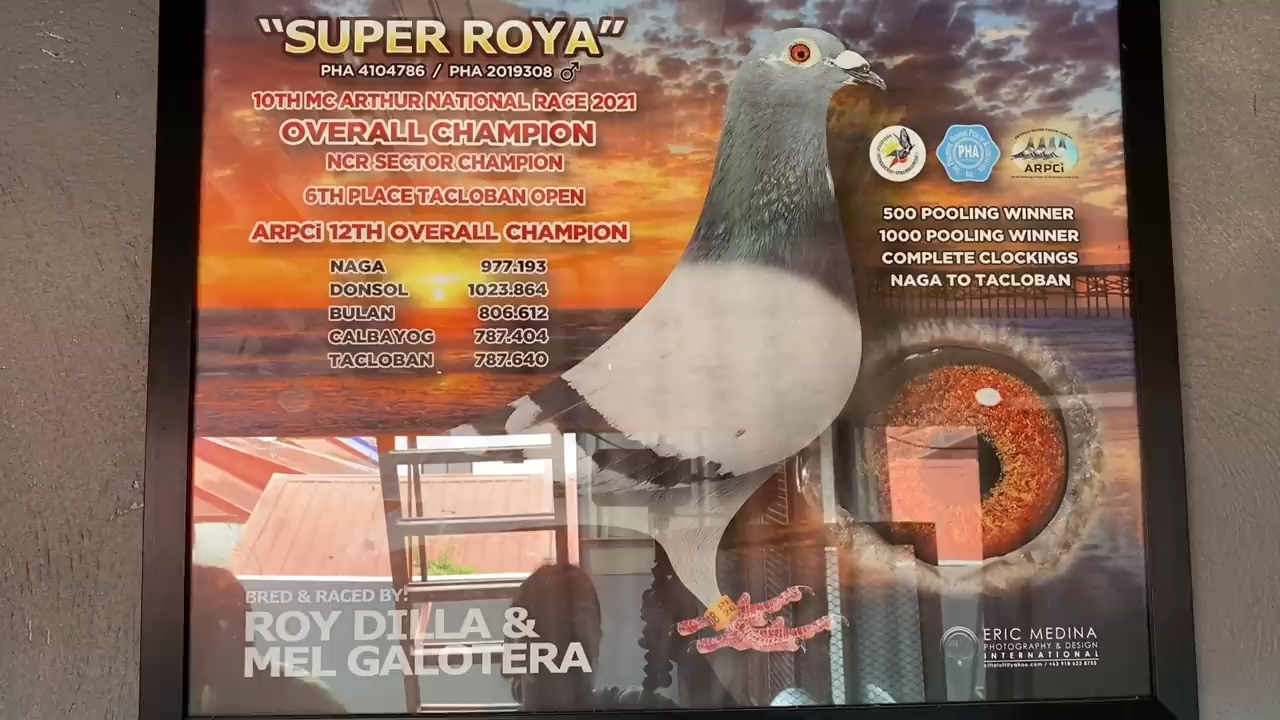 “SUPER ROYA”
PHA 4104786 / PHA 2019308 ♂
10TH MC ARTHUR NATIONAL RACE 2021
OVERALL CHAMPION
NCR SECTOR CHAMPION
6TH PLACE TACLOBAN OPEN
ARPCi 12TH OVERALL CHAMPION
NAGA 977.193
DONSOL 1023.864
BULAN 806.612
CALBAYOG 787.404
TACLOBAN 787.640
PHA
ARPCi
500 POOLING WINNER
1000 POOLING WINNER
COMPLETE CLOCKINGS
NAGA TO TACLOBAN
BRED & RACED BY:
ROY DILLA &
MEL GALOTERA
ERIC MEDINA
PHOTOGRAPHY & DESIGN
INTERNATIONAL